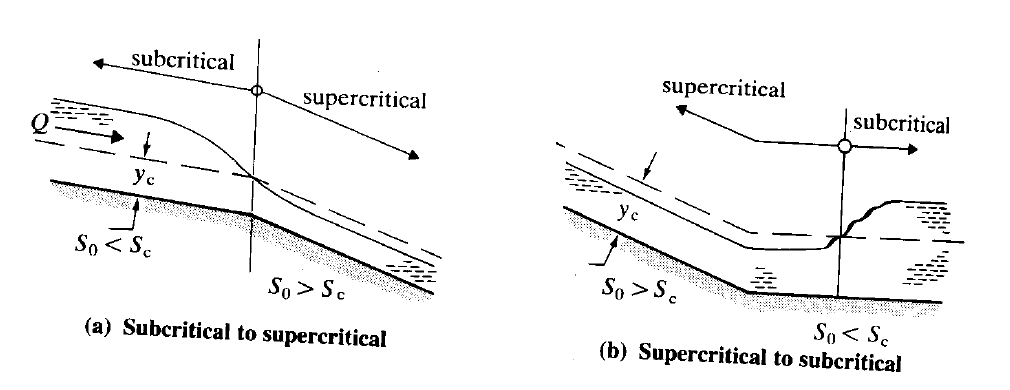 subcritical
supercritical
Q
y_c
S_0 < S_c
S_0 > S_c
(a) Subcritical to supercritical
supercritical
subcritical
y_c
S_0 > S_c
S_0 < S_c
(b) Supercritical to subcritical